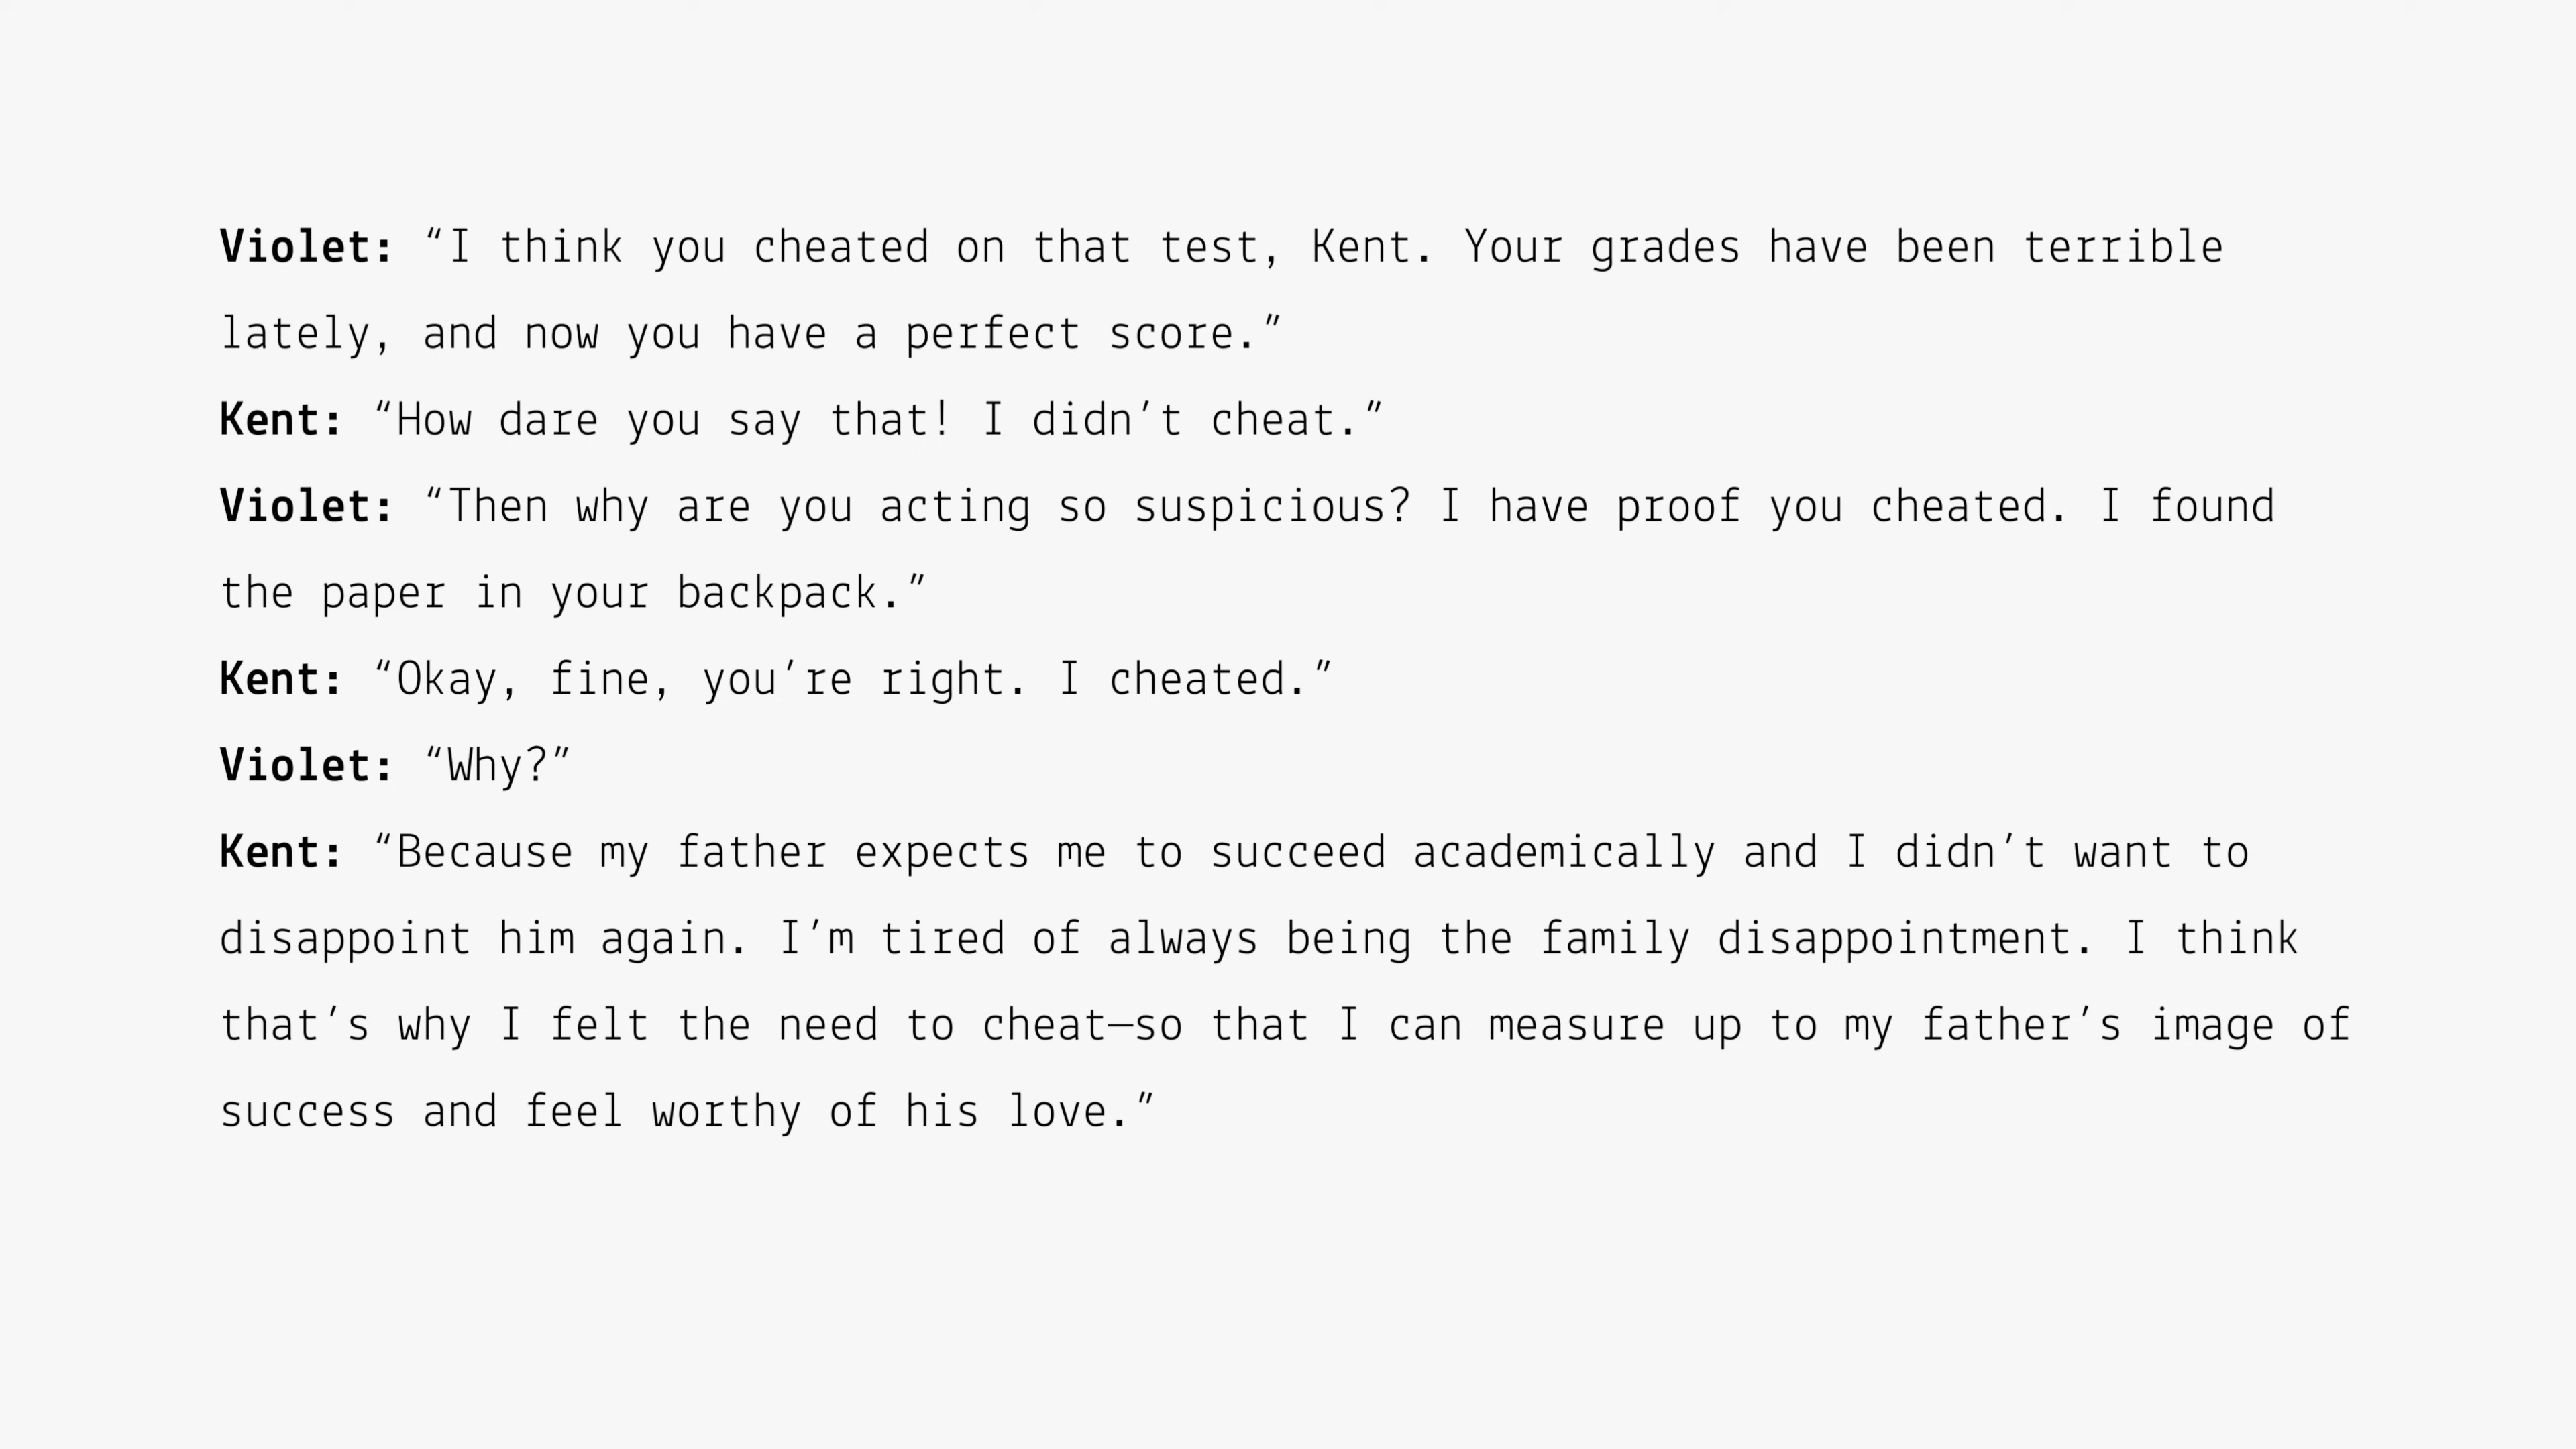 Violet: “I think you cheated on that test, Kent. Your grades have been terrible
lately, and now you have a perfect score.”
Kent: “How dare you say that! I didn’t cheat.”
Violet: “Then why are you acting so suspicious? I have proof you cheated. I found
the paper in your backpack.”
Kent: “Okay, fine, you’re right. I cheated.”
Violet: “Why?”
Kent: “Because my father expects me to succeed academically and I didn’t want to
disappoint him again. I’m tired of always being the family disappointment. I think
that’s why I felt the need to cheat—so that I can measure up to my father’s image of
success and feel worthy of his love.”